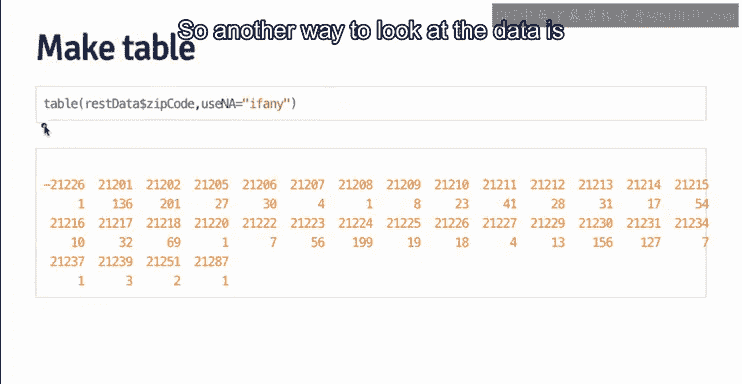 So another way to look at the data is
Make table
table(restData$zipCode,useNA="ifany")
-21226 21201 21202 21205 21206 21207 21208 21209 21210 21211 21212 21213 21214 21215
1 136 201 27 30 4 1 8 23 41 28 31 17 54
21216 21217 21218 21220 21222 21223 21224 21225 21226 21227 21229 21230 21231 21234
10 32 69 1 7 56 199 19 18 4 13 156 127 7
21237 21239 21251 21287
1 3 2 1